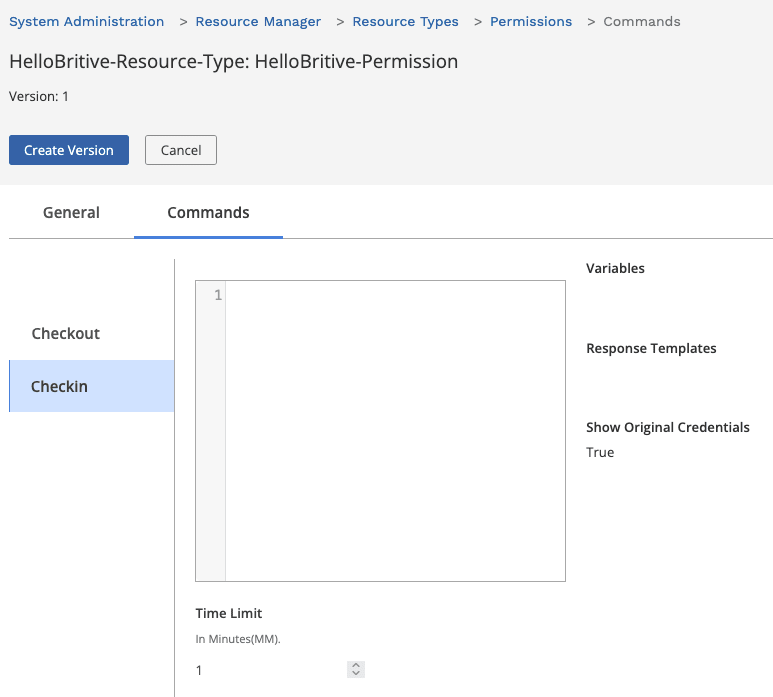 System Administration > Resource Manager > Resource Types > Permissions > Commands
HelloBritive-Resource-Type: HelloBritive-Permission
Version: 1
Create Version Cancel
General Commands
Checkout
Checkin
1
Variables
Response Templates
Show Original Credentials
True
Time Limit
In Minutes(MM).
1